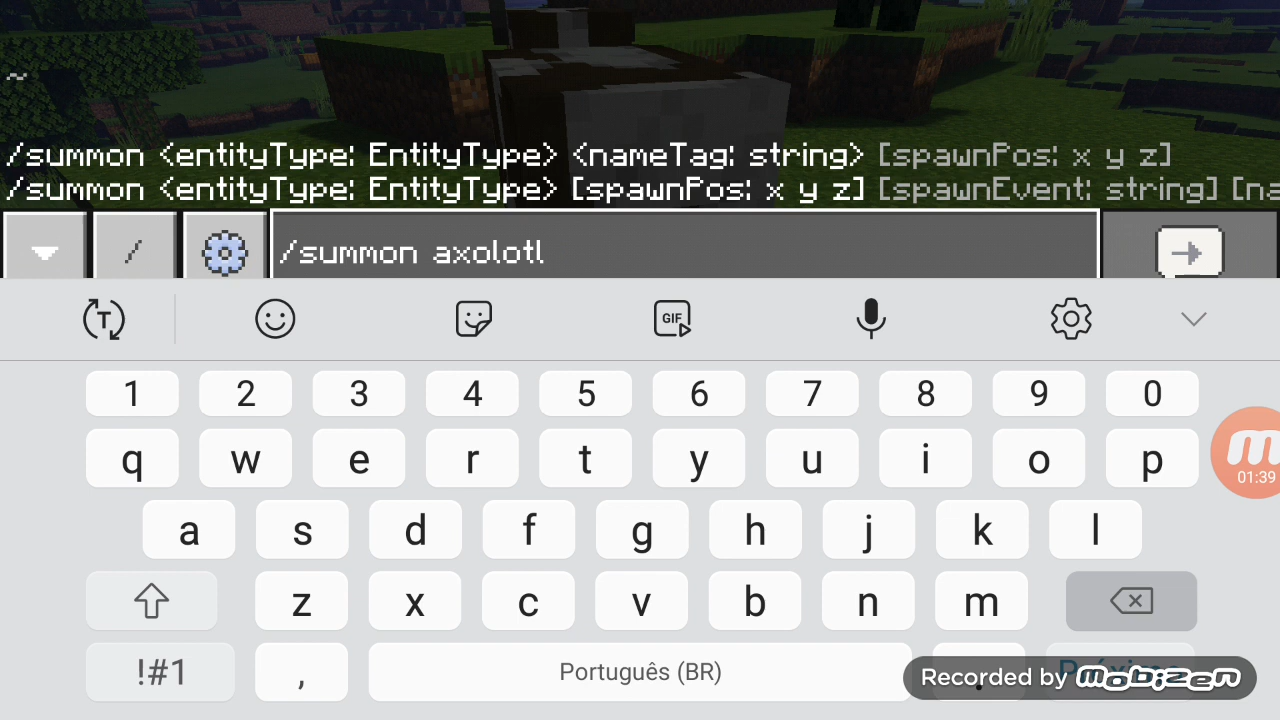 ~
/summon <entityType: EntityType> <nameTag: string> [spawnPos: x y z]
/summon <entityType: EntityType> [spawnPos: x y z] [spawnEvent: string] [na
/ /summon axolotl
T GIF
1 2 3 4 5 6 7 8 9 0
q w e r t y u i o p
01:39
a s d f g h j k l
z x c v b n m
!#1 , Português (BR) .
Recorded by mobizen